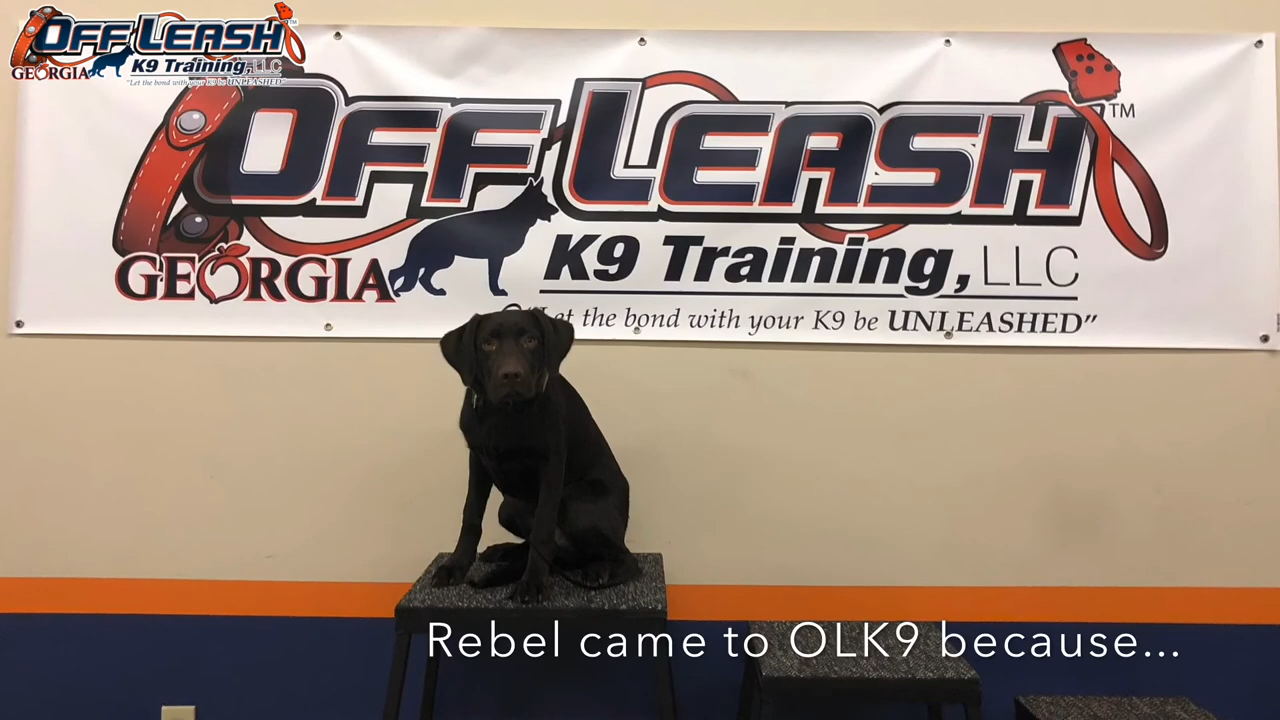 OFF LEASH
GEORGIA K9 Training, LLC
"Let the bond with your K9 be UNLEASHED"
OFF LEASH TM
GEORGIA K9 Training, LLC
"Let the bond with your K9 be UNLEASHED"
Rebel came to OLK9 because...